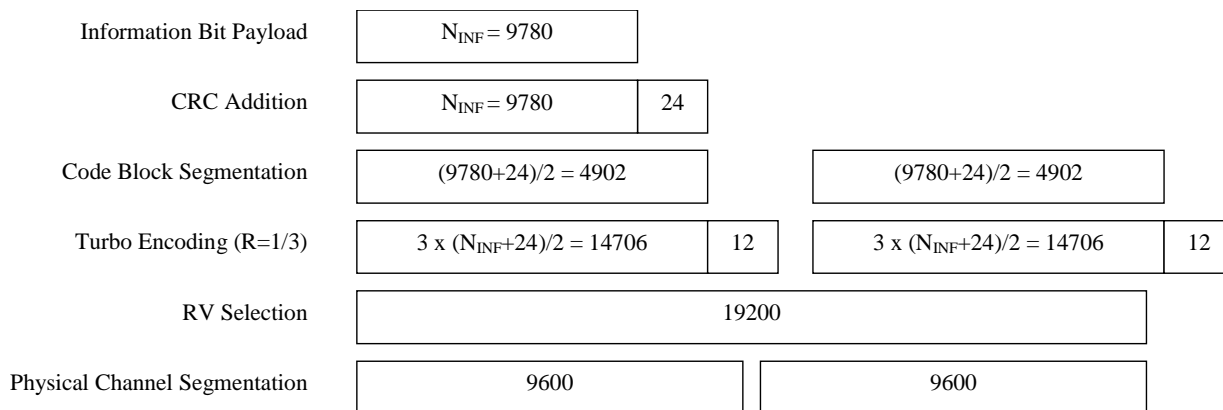 Information Bit Payload N_INF = 9780
CRC Addition N_INF = 9780 24
Code Block Segmentation (9780+24)/2 = 4902 (9780+24)/2 = 4902
Turbo Encoding (R=1/3) 3 x (N_INF+24)/2 = 14706 12 3 x (N_INF+24)/2 = 14706 12
RV Selection 19200
Physical Channel Segmentation 9600 9600